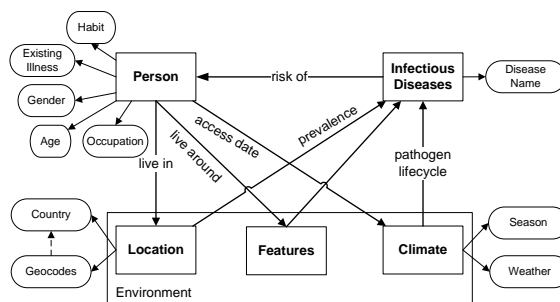 Habit
Existing
Illness
Gender
Age
Occupation
Person
risk of
Infectious
Diseases
Disease
Name
live in
live around
access date
prevalence
pathogen
lifecycle
Country
Geocodes
Location
Features
Climate
Season
Weather
Environment